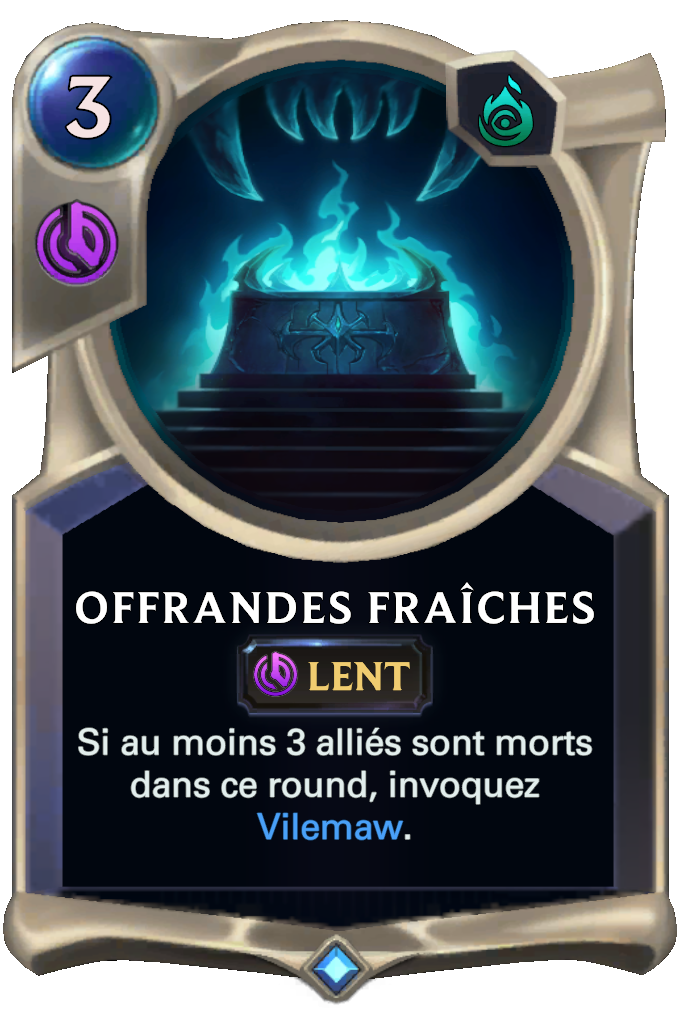 3
OFFRANDES FRAÎCHES
LENT
Si au moins 3 alliés sont morts
dans ce round, invoquez
Vilemaw.